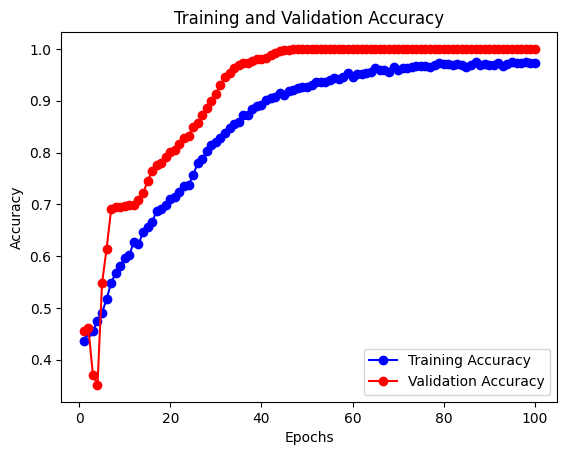 Training and Validation Accuracy
1.0
0.9
0.8
0.7
0.6
0.5
0.4
Accuracy
Training Accuracy
Validation Accuracy
0
20
40
60
80
100
Epochs